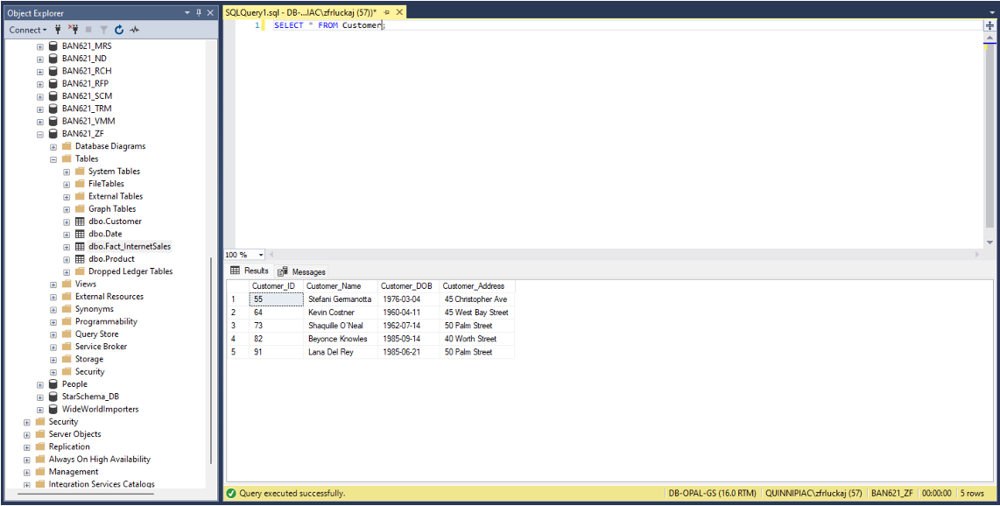 Object Explorer
Connect
BAN621_MRS
BAN621_ND
BAN621_RCH
BAN621_RFP
BAN621_SCM
BAN621_TRM
BAN621_VMM
BAN621_ZF
Database Diagrams
Tables
System Tables
FileTables
External Tables
Graph Tables
dbo.Customer
dbo.Date
dbo.Fact_InternetSales
dbo.Product
Dropped Ledger Tables
Views
External Resources
Synonyms
Programmability
Query Store
Service Broker
Storage
Security
People
StarSchema_DB
WideWorldImporters
Security
Server Objects
Replication
Always On High Availability
Management
Integration Services Catalogs
SQLQuery1.sql - DB-...IAC\zfrluckaj (57))*
1 SELECT * FROM Customer;
100 %
Results Messages
Customer_ID Customer_Name Customer_DOB Customer_Address
1 55 Stefani Germanotta 1976-03-04 45 Christopher Ave
2 64 Kevin Costner 1960-04-11 45 West Bay Street
3 73 Shaquille O'Neal 1962-07-14 50 Palm Street
4 82 Beyonce Knowles 1985-09-14 40 Worth Street
5 91 Lana Del Rey 1985-06-21 50 Palm Street
Query executed successfully. DB-OPAL-GS (16.0 RTM) QUINNIPIAC\zfrluckaj (57) BAN621_ZF 00:00:00 5 rows